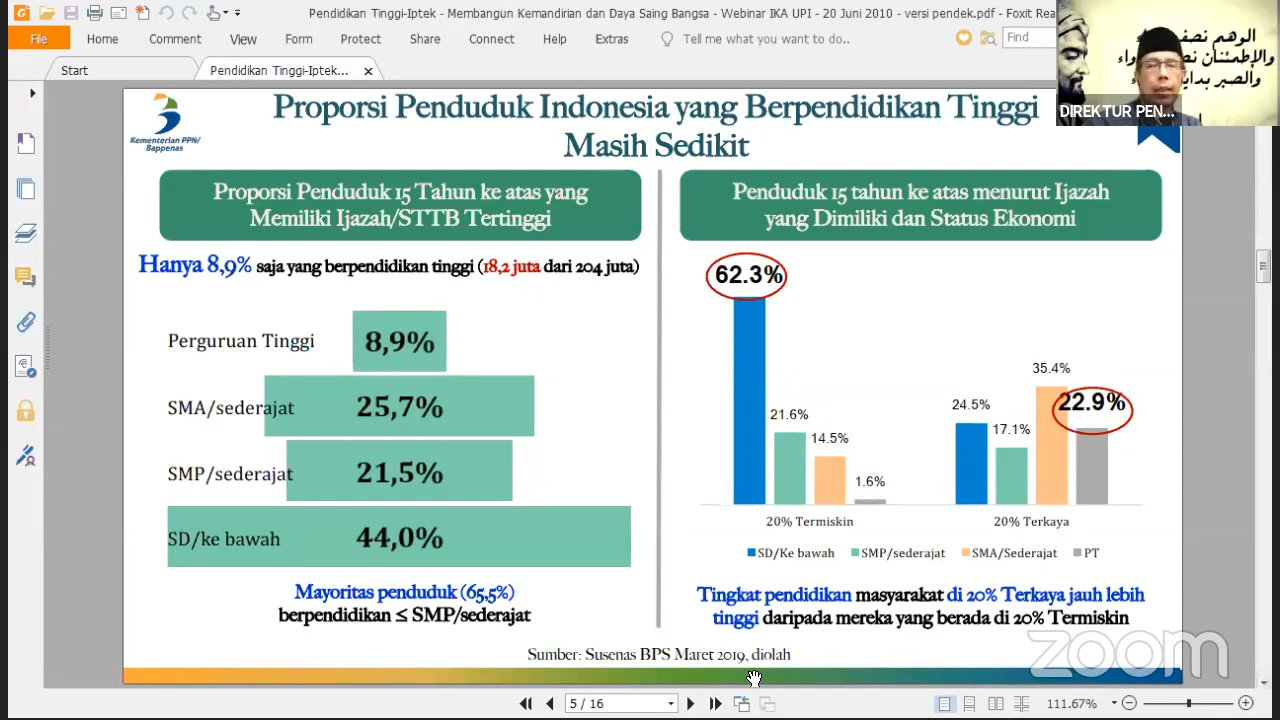 Pendidikan Tinggi-Iptek - Membangun Kemandirian dan Daya Saing Bangsa - Webinar IKA UPI - 20 Juni 2010 - versi pendek.pdf - Foxit Rea
File Home Comment View Form Protect Share Connect Help Extras Tell me what you want to do.. Find
Start Pendidikan Tinggi-Iptek...
DIREKTUR PEN...
Kementerian PPN/
Bappenas
Proporsi Penduduk Indonesia yang Berpendidikan Tinggi
Masih Sedikit
Proporsi Penduduk 15 Tahun ke atas yang
Memiliki Ijazah/STTB Tertinggi
Hanya 8,9% saja yang berpendidikan tinggi (18,2 juta dari 204 juta)
Perguruan Tinggi 8,9%
SMA/sederajat 25,7%
SMP/sederajat 21,5%
SD/ke bawah 44,0%
Mayoritas penduduk (65,5%)
berpendidikan ≤ SMP/sederajat
Penduduk 15 tahun ke atas menurut Ijazah
yang Dimiliki dan Status Ekonomi
62.3%
21.6%
14.5%
1.6%
24.5%
17.1%
35.4%
22.9%
20% Termiskin 20% Terkaya
SD/Ke bawah SMP/sederajat SMA/Sederajat PT
Tingkat pendidikan masyarakat di 20% Terkaya jauh lebih
tinggi daripada mereka yang berada di 20% Termiskin
Sumber: Susenas BPS Maret 2019, diolah
zoom
5 / 16 111.67%